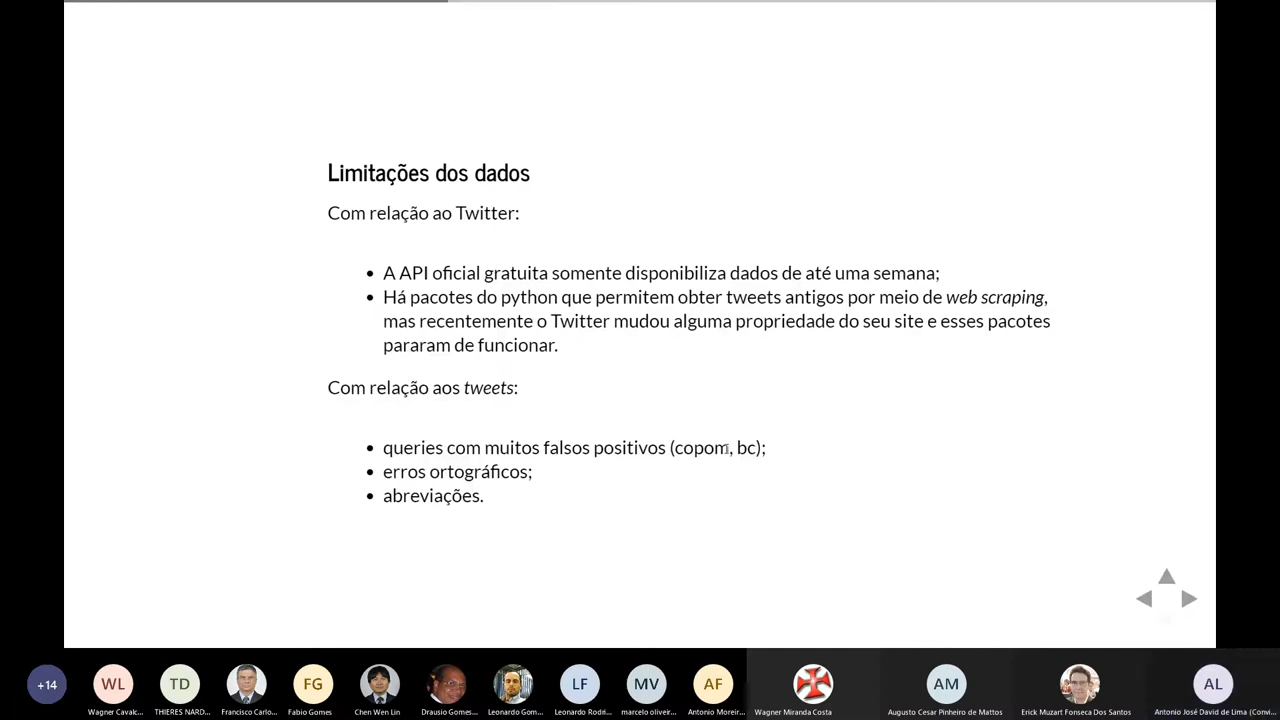 Limitações dos dados
Com relação ao Twitter:
• A API oficial gratuita somente disponibiliza dados de até uma semana;
• Há pacotes do python que permitem obter tweets antigos por meio de web scraping,
mas recentemente o Twitter mudou alguma propriedade do seu site e esses pacotes
pararam de funcionar.
Com relação aos tweets:
• queries com muitos falsos positivos (copom, bc);
• erros ortográficos;
• abreviações.
+14 WL TD FG LF MV AF AM AL
Wagner Cavalc... THIERES NARD... Francisco Carlo... Fabio Gomes Chen Wen Lin Drausio Gomes... Leonardo Gom... Leonardo Rodri... marcelo oliveir... Antonio Moreir... Wagner Miranda Costa Augusto Cesar Pinheiro de Mattos Erick Muzart Fonseca Dos Santos Antonio José David de Lima (Convi...